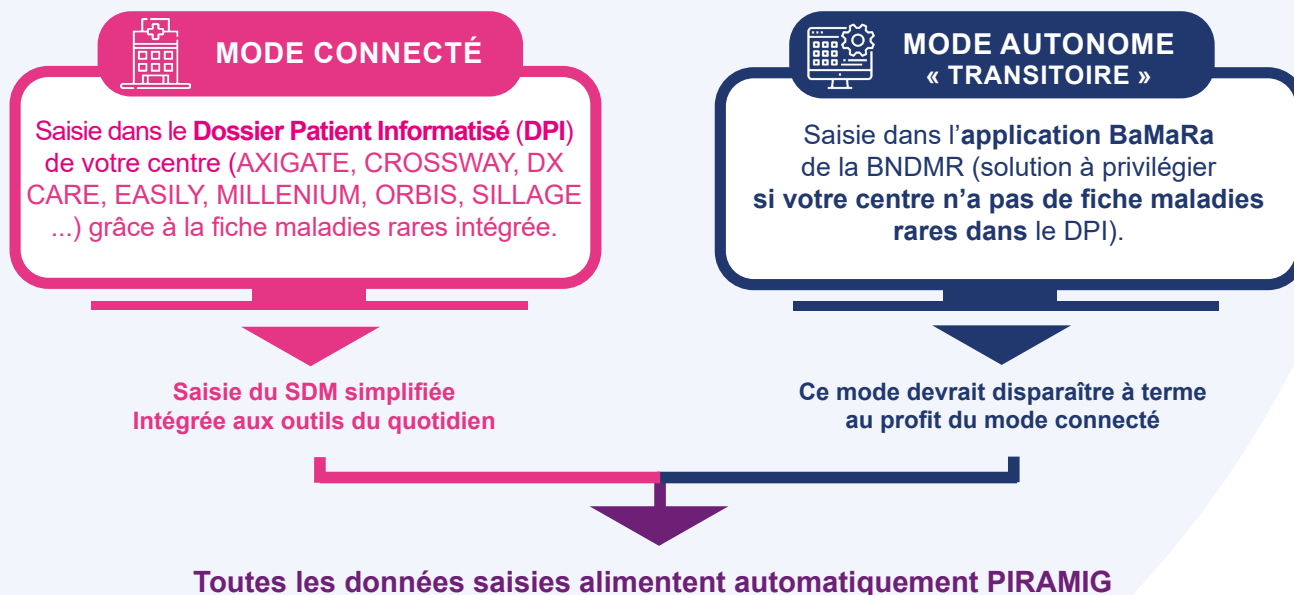 MODE CONNECTÉ
Saisie dans le Dossier Patient Informatisé (DPI)
de votre centre (AXIGATE, CROSSWAY, DX
CARE, EASILY, MILLENIUM, ORBIS, SILLAGE
...) grâce à la fiche maladies rares intégrée.
Saisie du SDM simplifiée
Intégrée aux outils du quotidien
MODE AUTONOME
« TRANSITOIRE »
Saisie dans l'application BaMaRa
de la BNDMR (solution à privilégier
si votre centre n'a pas de fiche maladies
rares dans le DPI).
Ce mode devrait disparaître à terme
au profit du mode connecté
Toutes les données saisies alimentent automatiquement PIRAMIG